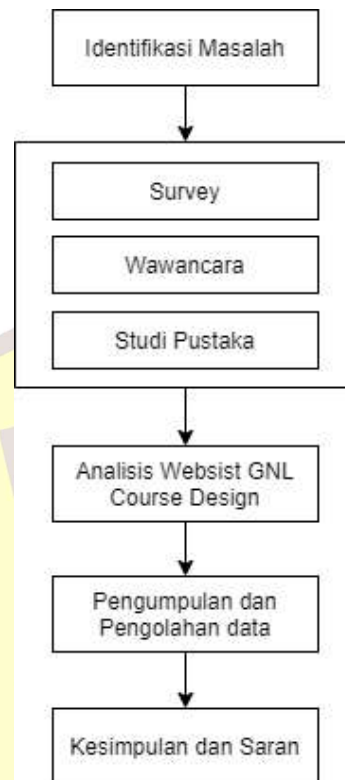 Identifikasi Masalah
Survey
Wawancara
Studi Pustaka
Analisis Websist GNL
Course Design
Pengumpulan dan
Pengolahan data
Kesimpulan dan Saran